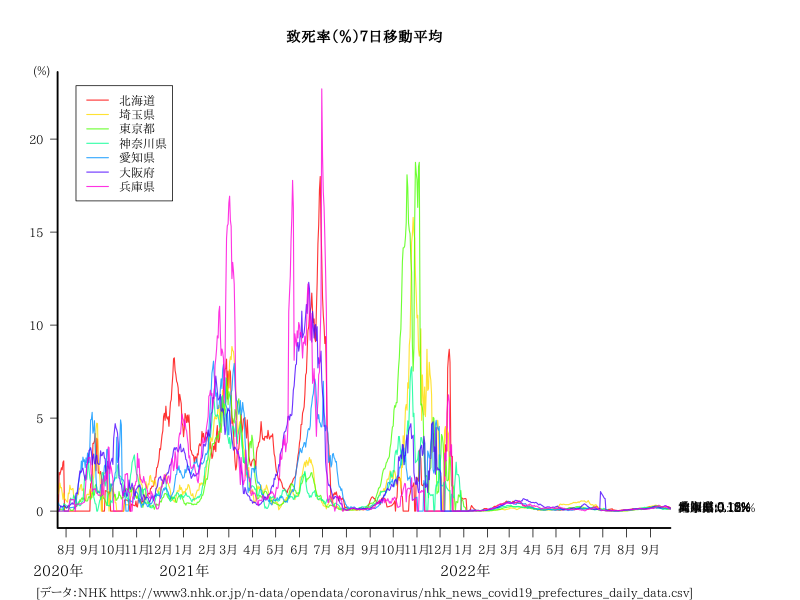 致死率(%)7日移動平均
(%)
北海道
埼玉県
東京都
神奈川県
愛知県
大阪府
兵庫県
20
15
10
5
0
8月 9月 10月 11月 12月 1月 2月 3月 4月 5月 6月 7月 8月 9月 10月 11月 12月 1月 2月 3月 4月 5月 6月 7月 8月 9月
2020年 2021年 2022年
[データ:NHK https://www3.nhk.or.jp/n-data/opendata/coronavirus/nhk_news_covid19_prefectures_daily_data.csv]